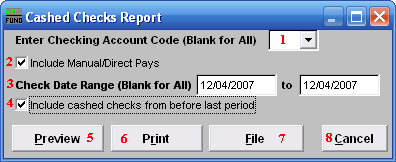 Cashed Checks Report
Enter Checking Account Code (Blank for All) 1
2 Include Manual/Direct Pays
3 Check Date Range (Blank for All) 12/04/2007 to 12/04/2007
4 Include cashed checks from before last period
Preview 5 6 Print File 7 8 Cancel